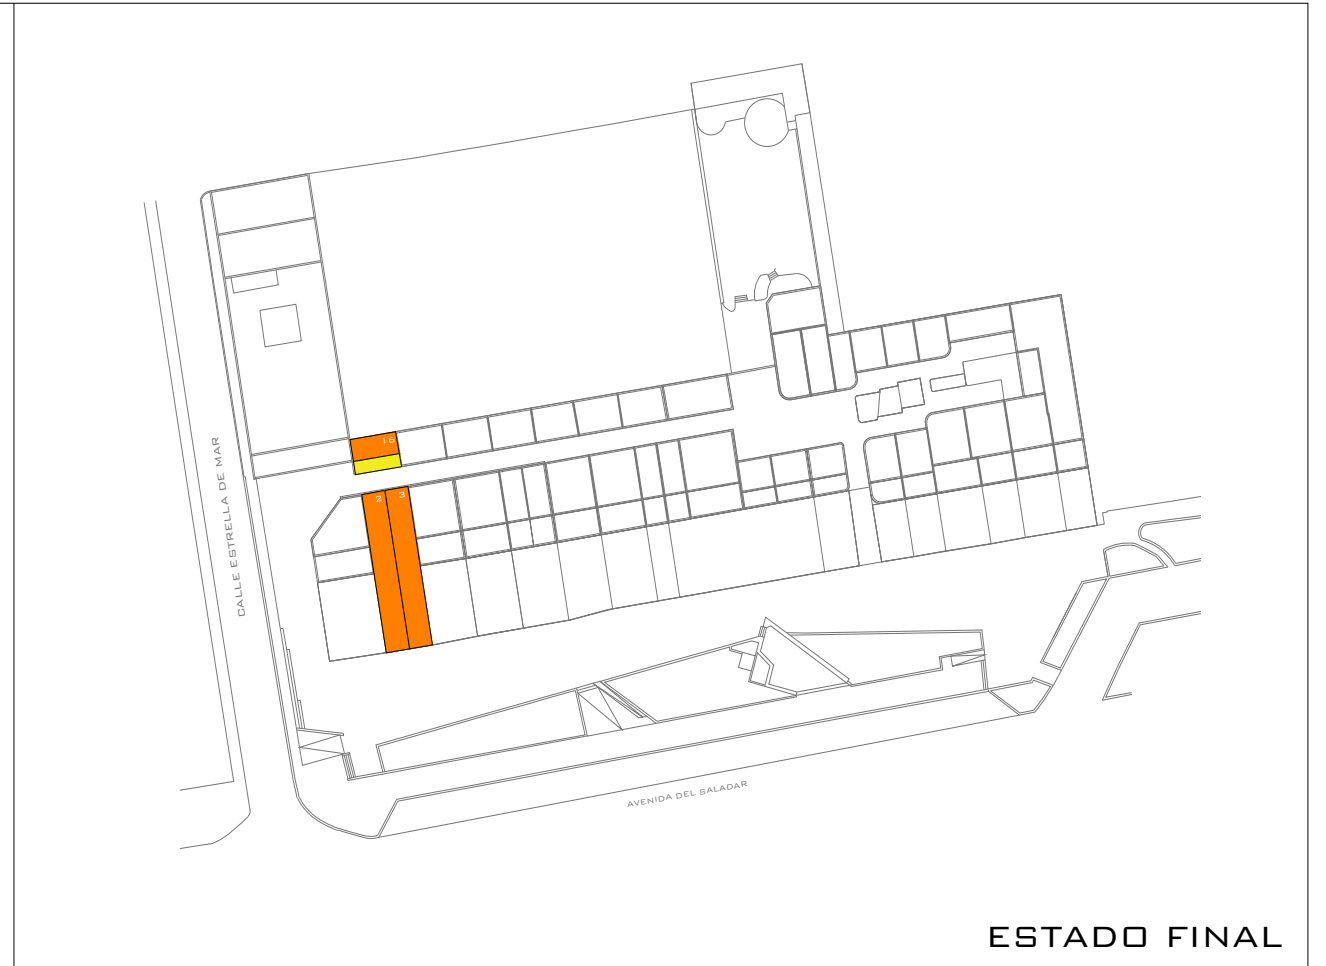 16
2
3
CALLE ESTRELLA DE MAR
AVENIDA DEL SALADAR
ESTADO FINAL